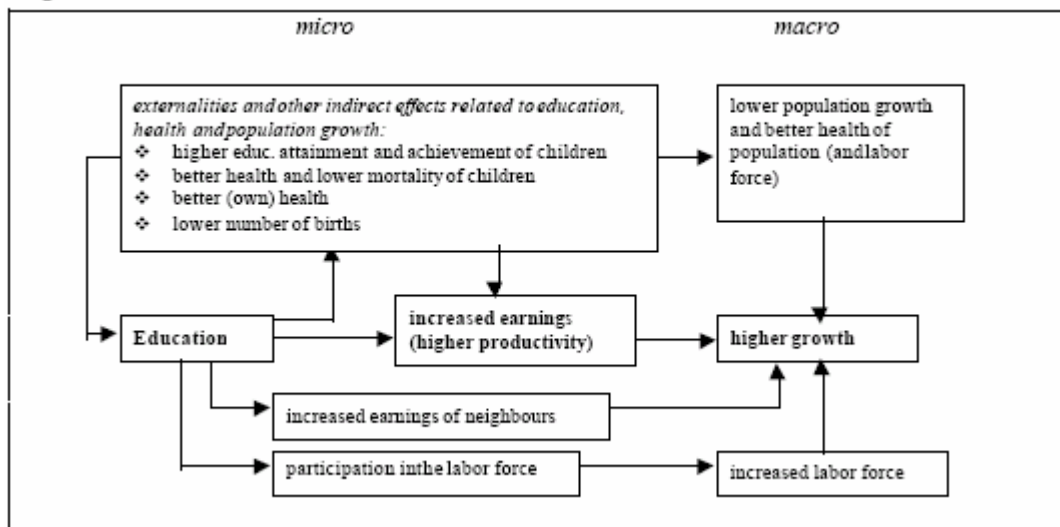 micro
macro
externalities and other indirect effects related to education,
health andpopulation growth:
❖ higher educ. attainment and achievement of children
❖ better health and lower mortality of children
❖ better (own) health
❖ lower number of births
lower population growth
and better health of
population (andlabor
force)
Education
increased earnings
(higher productivity)
higher growth
increased earnings of neighbours
participation inthe labor force
increased labor force